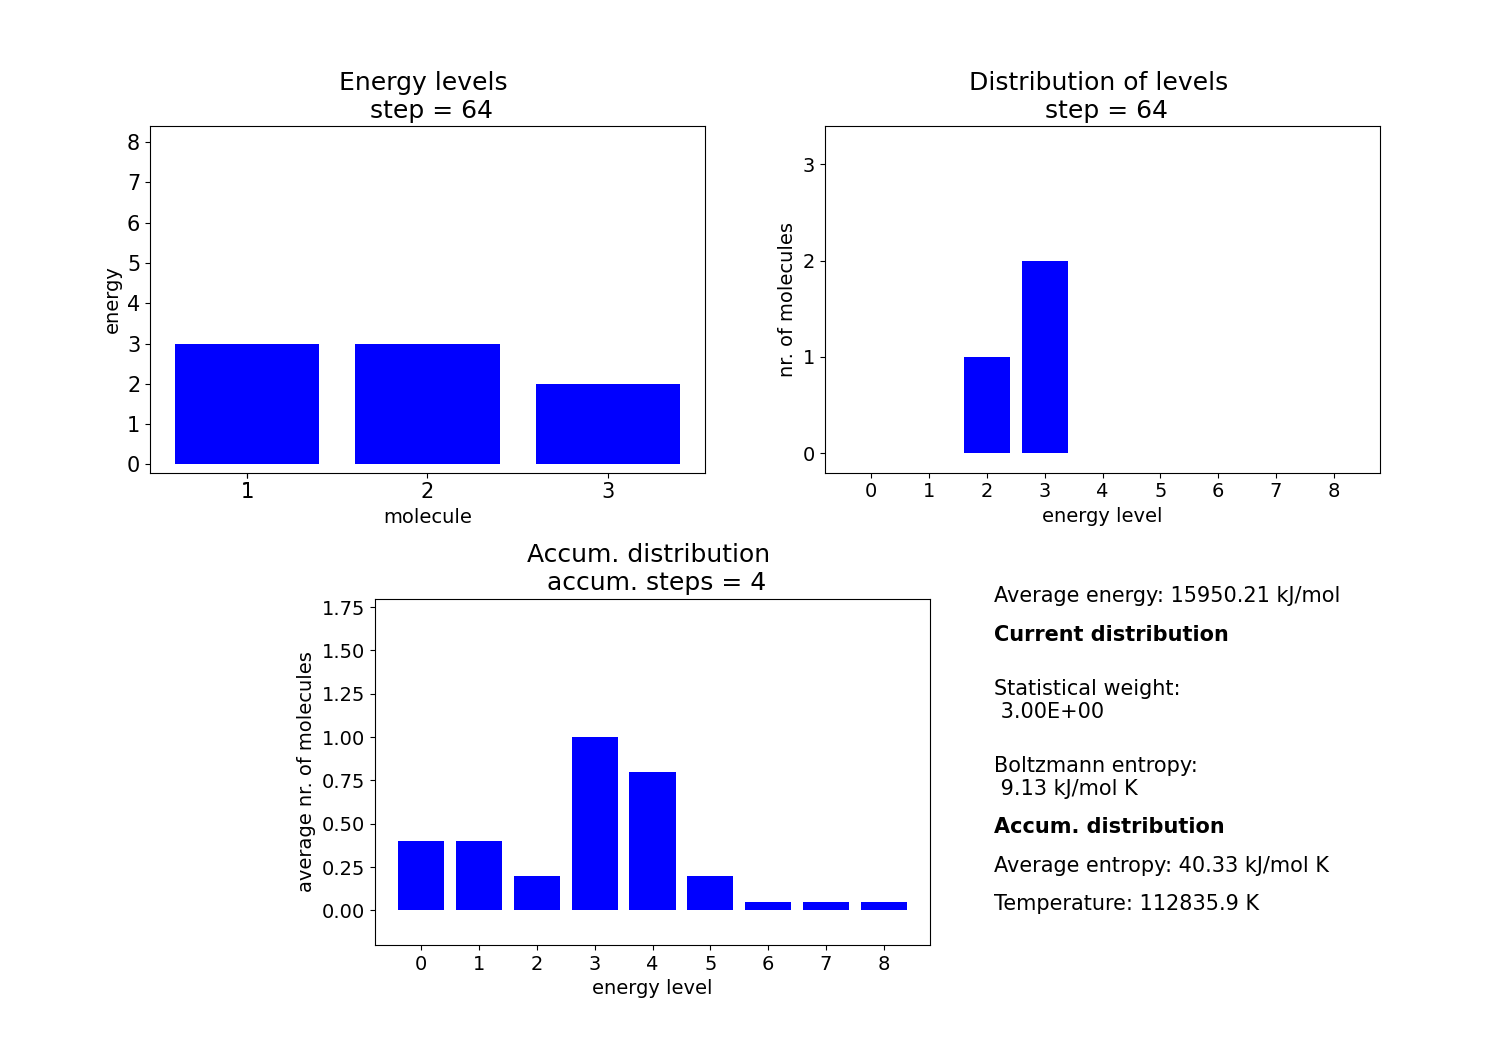 Energy levels
step = 64
8
7
6
5
4
3
2
1
0
energy
1 2 3
molecule
Distribution of levels
step = 64
3
2
1
0
nr. of molecules
0 1 2 3 4 5 6 7 8
energy level
Accum. distribution
accum. steps = 4
1.75
1.50
1.25
1.00
0.75
0.50
0.25
0.00
average nr. of molecules
0 1 2 3 4 5 6 7 8
energy level
Average energy: 15950.21 kJ/mol
Current distribution
Statistical weight:
3.00E+00
Boltzmann entropy:
9.13 kJ/mol K
Accum. distribution
Average entropy: 40.33 kJ/mol K
Temperature: 112835.9 K